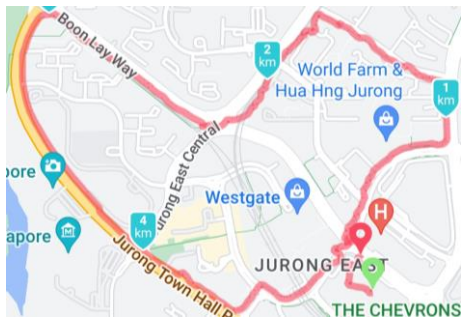 Boon Lay Way
2
km
World Farm &
Hua Hng Jurong
1
km
Jurong East Central
pore
Westgate
H
apore
4
km
JURONG EAST
Jurong Town Hall R
THE CHEVRONS